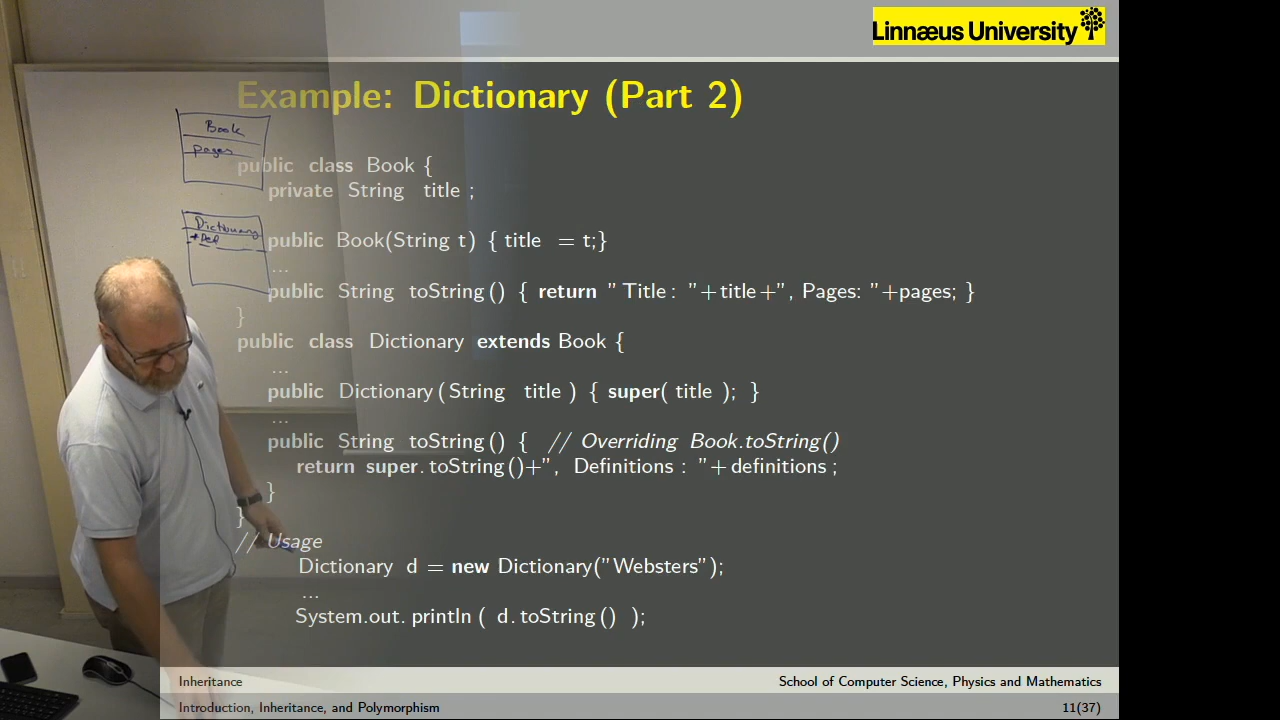 Linnæus University
Example: Dictionary (Part 2)
Book
pages
public class Book {
private String title ;
Dictionary
+Def
public Book(String t) { title = t;}
...
public String toString () { return " Title : "+title+", Pages: "+pages; }
}
public class Dictionary extends Book {
...
public Dictionary ( String title ) { super( title ); }
...
public String toString () { // Overriding Book.toString()
return super. toString ()+", Definitions : "+definitions ;
}
}
// Usage
Dictionary d = new Dictionary("Websters");
...
System.out. println ( d. toString () );
Inheritance
School of Computer Science, Physics and Mathematics
Introduction, Inheritance, and Polymorphism
11(37)